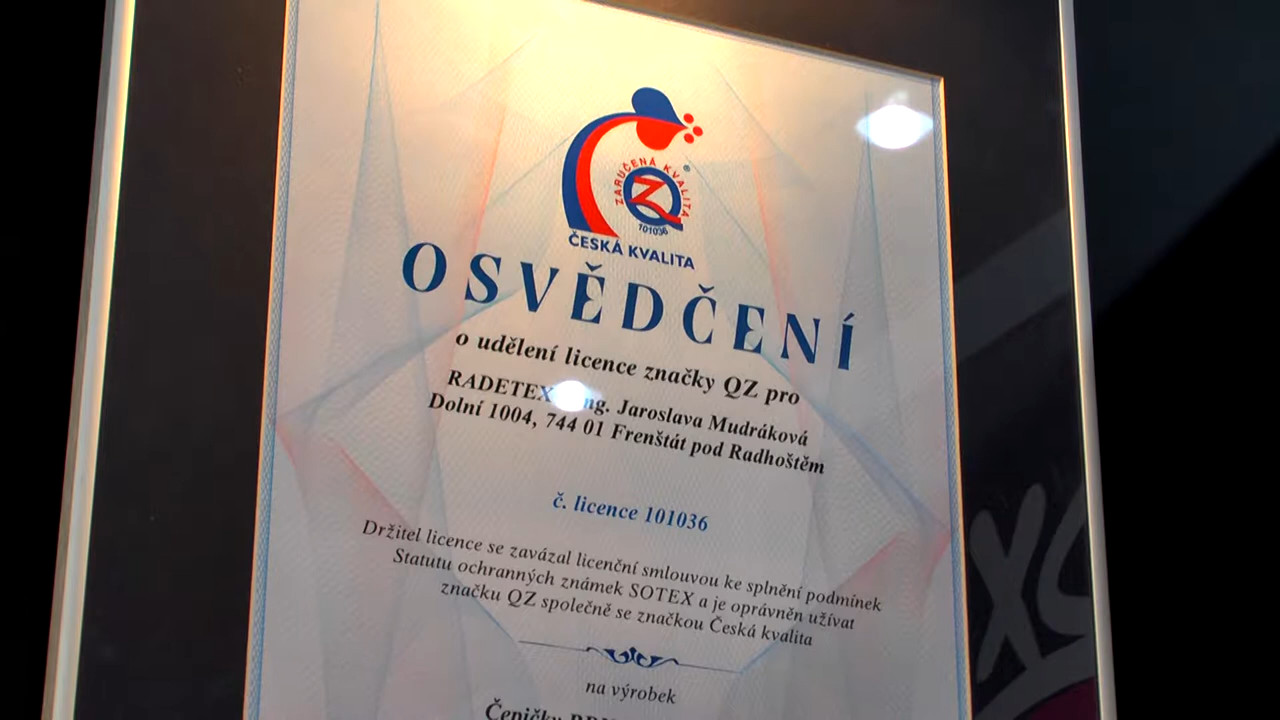 ZARUČENÁ KVALITA
®
QZ
101036
ČESKÁ KVALITA
OSVĚDČENÍ
o udělení licence značky QZ pro
RADETEX ng. Jaroslava Mudráková
Dolní 1004, 744 01 Frenštát pod Radhoštěm
č. licence 101036
Držitel licence se zavázal licenční smlouvou ke splnění podmínek
Statutu ochranných známek SOTEX a je oprávněn užívat
značku QZ společně se značkou Česká kvalita
na výrobek